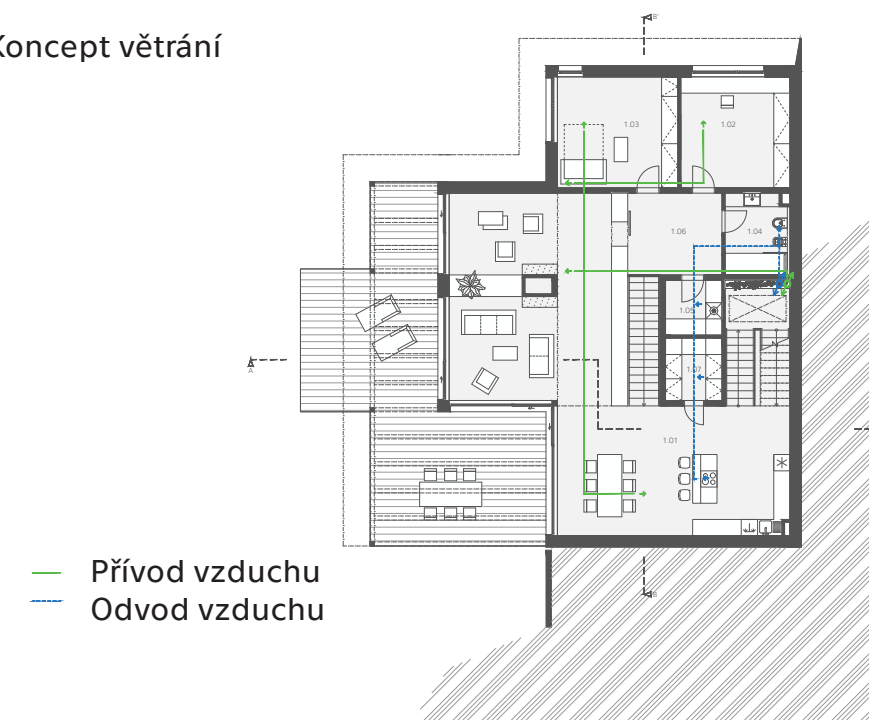 Koncept větrání
B'
1.03
1.02
1.06
1.04
1.05
1.07
A
1.01
B
Přívod vzduchu
Odvod vzduchu